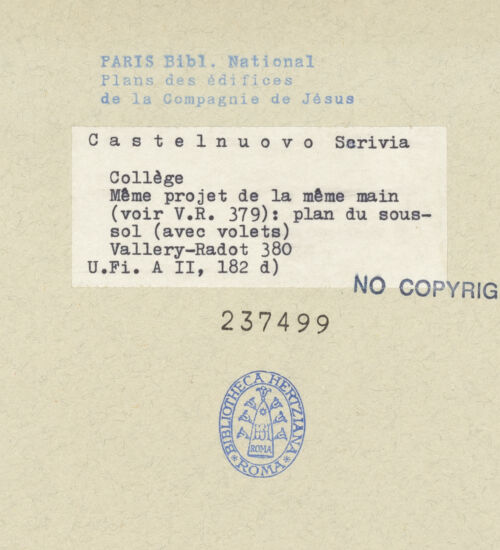 PARIS Bibl. National
Plans des édifices
de la Compagnie de Jésus
Castelnuovo Scrivia
Collège
Même projet de la même main
(voir V.R. 379): plan du sous-
sol (avec volets)
Vallery-Radot 380
U.Fi. A II, 182 d)
NO COPYRIG
237499
BIBLIOTHECA HERTZIANA
ROMA
ROMA